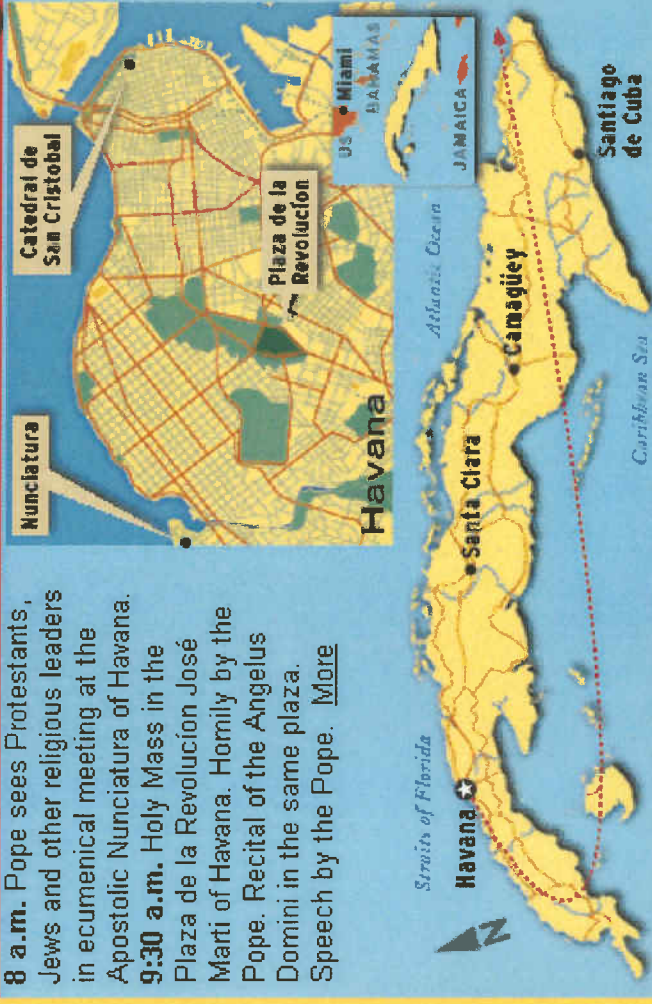 8 a.m. Pope sees Protestants,
Jews and other religious leaders
in ecumenical meeting at the
Apostolic Nunciatura of Havana.
9:30 a.m. Holy Mass in the
Plaza de la Revolucíon José
Marti of Havana. Homily by the
Pope. Recital of the Angelus
Domini in the same plaza.
Speech by the Pope. More
Nunciatura
Catedral de
San Cristobal
Plaza de la
Revolucíon
Havana
US
Miami
BAHAMAS
JAMAICA
Straits of Florida
Atlantic Ocean
Havana
Santa Clara
Camagüey
Santiago
de Cuba
Caribbean Sea
N